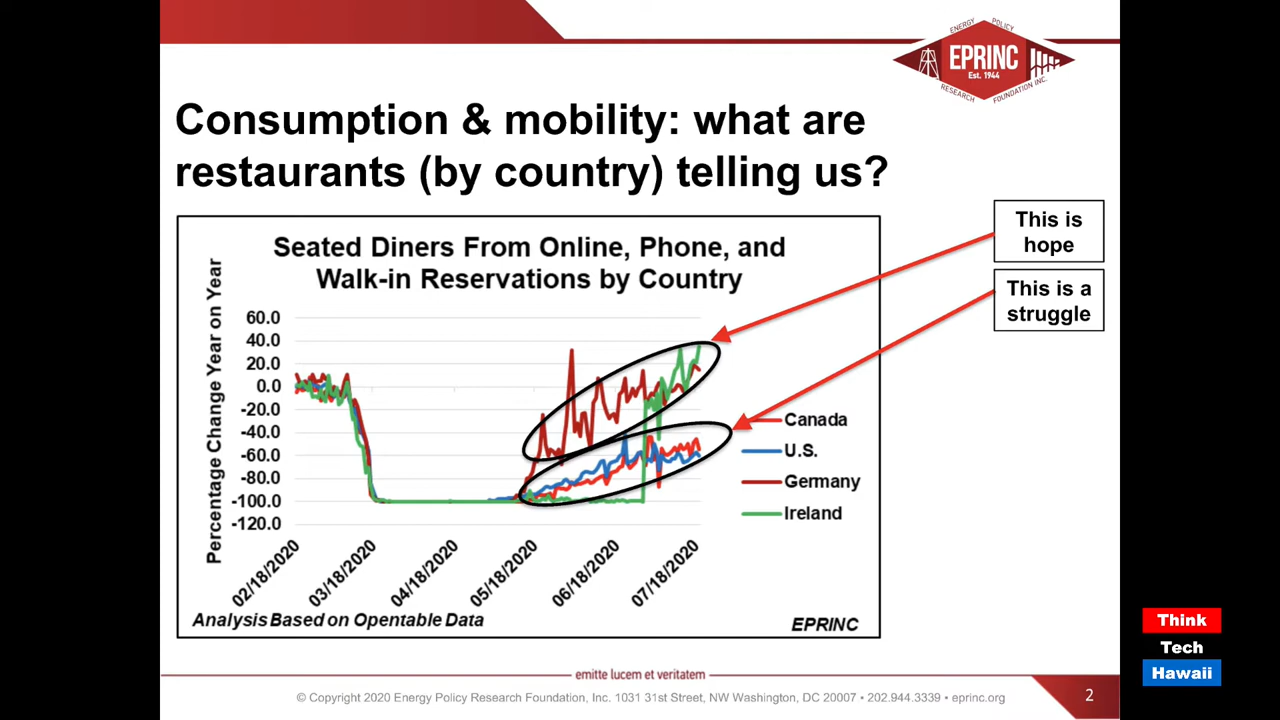 ENERGY POLICY
EPRINC
Est. 1944
RESEARCH FOUNDATION INC.
Consumption & mobility: what are
restaurants (by country) telling us?
This is
hope
This is a
struggle
Seated Diners From Online, Phone, and
Walk-in Reservations by Country
Percentage Change Year on Year
60.0
40.0
20.0
0.0
-20.0
-40.0
-60.0
-80.0
-100.0
-120.0
02/18/2020
03/18/2020
04/18/2020
05/18/2020
06/18/2020
07/18/2020
Canada
U.S.
Germany
Ireland
Analysis Based on Opentable Data
EPRINC
Think
Tech
Hawaii
emitte lucem et veritatem
© Copyright 2020 Energy Policy Research Foundation, Inc. 1031 31st Street, NW Washington, DC 20007 • 202.944.3339 • eprinc.org
2